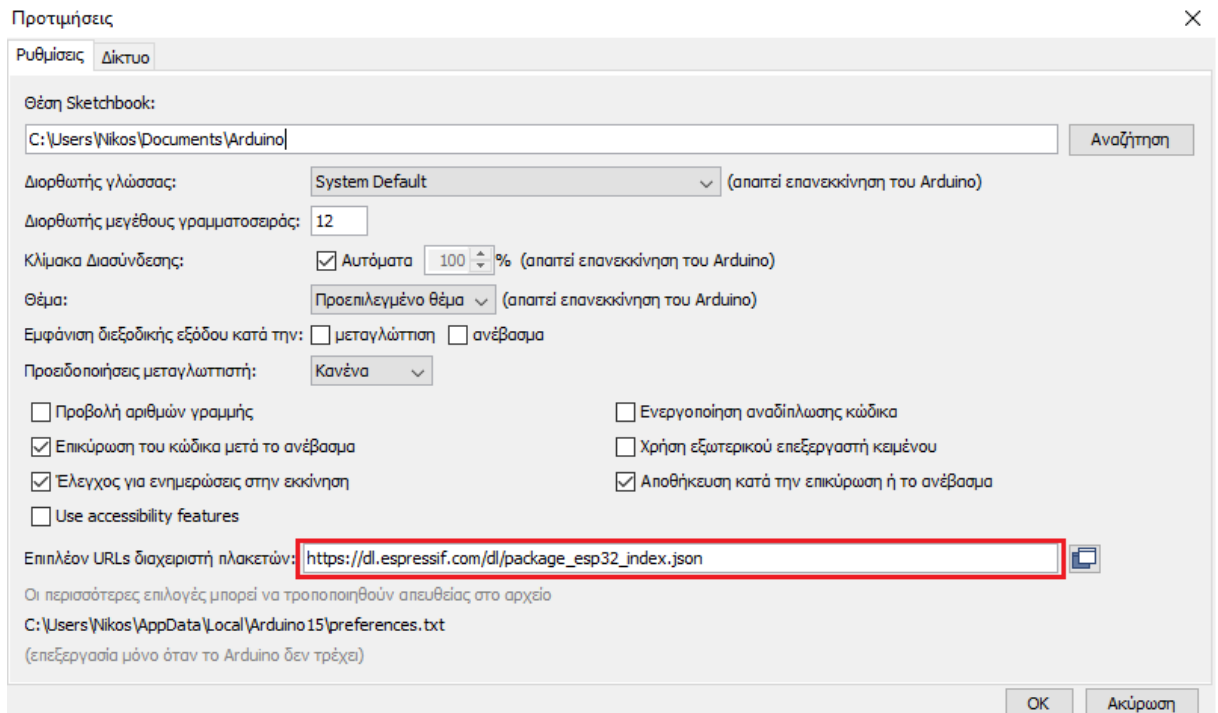 Προτιμήσεις
Ρυθμίσεις Δίκτυο
Θέση Sketchbook:
C:\Users\Nikos\Documents\Arduino Αναζήτηση
Διορθωτής γλώσσας: System Default (απαιτεί επανεκκίνηση του Arduino)
Διορθωτής μεγέθους γραμματοσειράς: 12
Κλίμακα Διασύνδεσης: Αυτόματα 100 % (απαιτεί επανεκκίνηση του Arduino)
Θέμα: Προεπιλεγμένο θέμα (απαιτεί επανεκκίνηση του Arduino)
Εμφάνιση διεξοδικής εξόδου κατά την: μεταγλώττιση ανέβασμα
Προειδοποιήσεις μεταγλωττιστή: Κανένα
Προβολή αριθμών γραμμής Ενεργοποίηση αναδίπλωσης κώδικα
Επικύρωση του κώδικα μετά το ανέβασμα Χρήση εξωτερικού επεξεργαστή κειμένου
Έλεγχος για ενημερώσεις στην εκκίνηση Αποθήκευση κατά την επικύρωση ή το ανέβασμα
Use accessibility features
Επιπλέον URLs διαχειριστή πλακετών: https://dl.espressif.com/dl/package_esp32_index.json
Οι περισσότερες επιλογές μπορεί να τροποποιηθούν απευθείας στο αρχείο
C:\Users\Nikos\AppData\Local\Arduino15\preferences.txt
(επεξεργασία μόνο όταν το Arduino δεν τρέχει)
OK Ακύρωση